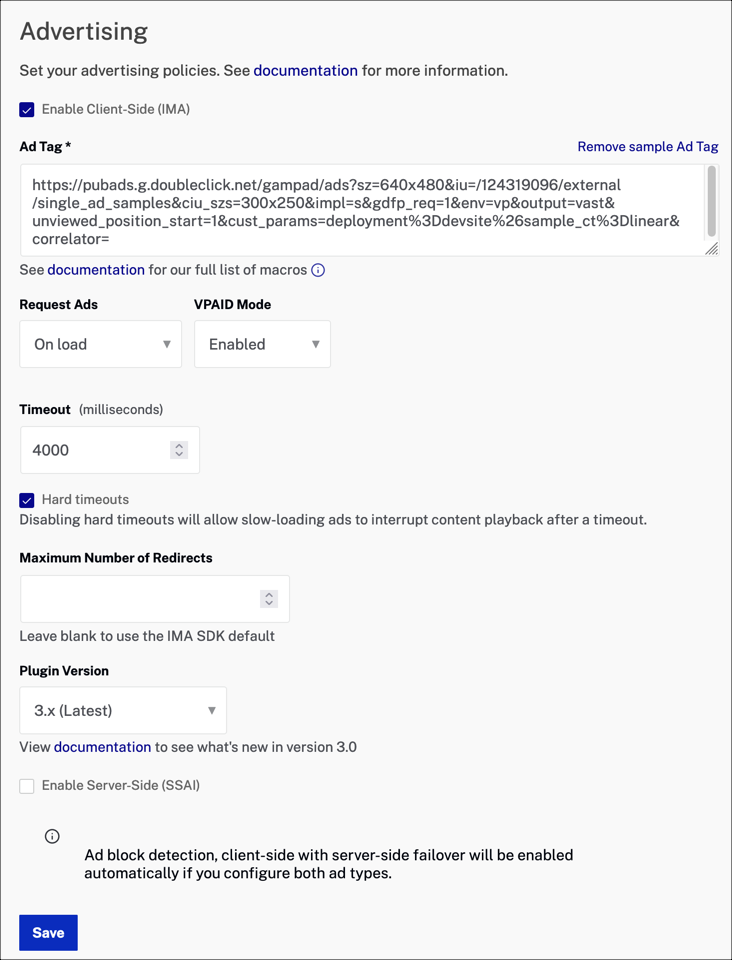 Advertising
Set your advertising policies. See documentation for more information.
Enable Client-Side (IMA)
Ad Tag * Remove sample Ad Tag
https://pubads.g.doubleclick.net/gampad/ads?sz=640x480&iu=/124319096/external
/single_ad_samples&ciu_szs=300x250&impl=s&gdfp_req=1&env=vp&output=vast&
unviewed_position_start=1&cust_params=deployment%3Ddevsite%26sample_ct%3Dlinear&
correlator=
See documentation for our full list of macros
Request Ads VPAID Mode
On load Enabled
Timeout (milliseconds)
4000
Hard timeouts
Disabling hard timeouts will allow slow-loading ads to interrupt content playback after a timeout.
Maximum Number of Redirects
Leave blank to use the IMA SDK default
Plugin Version
3.x (Latest)
View documentation to see what's new in version 3.0
Enable Server-Side (SSAI)
Ad block detection, client-side with server-side failover will be enabled
automatically if you configure both ad types.
Save